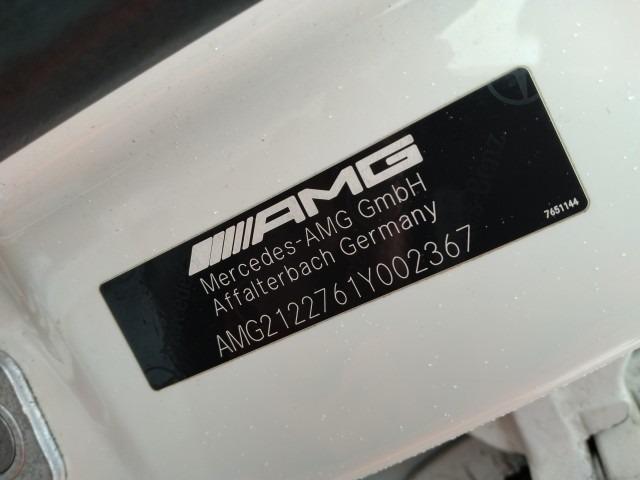 AMG
Mercedes-AMG GmbH
Affalterbach Germany
AMG2122761Y002367
7651144